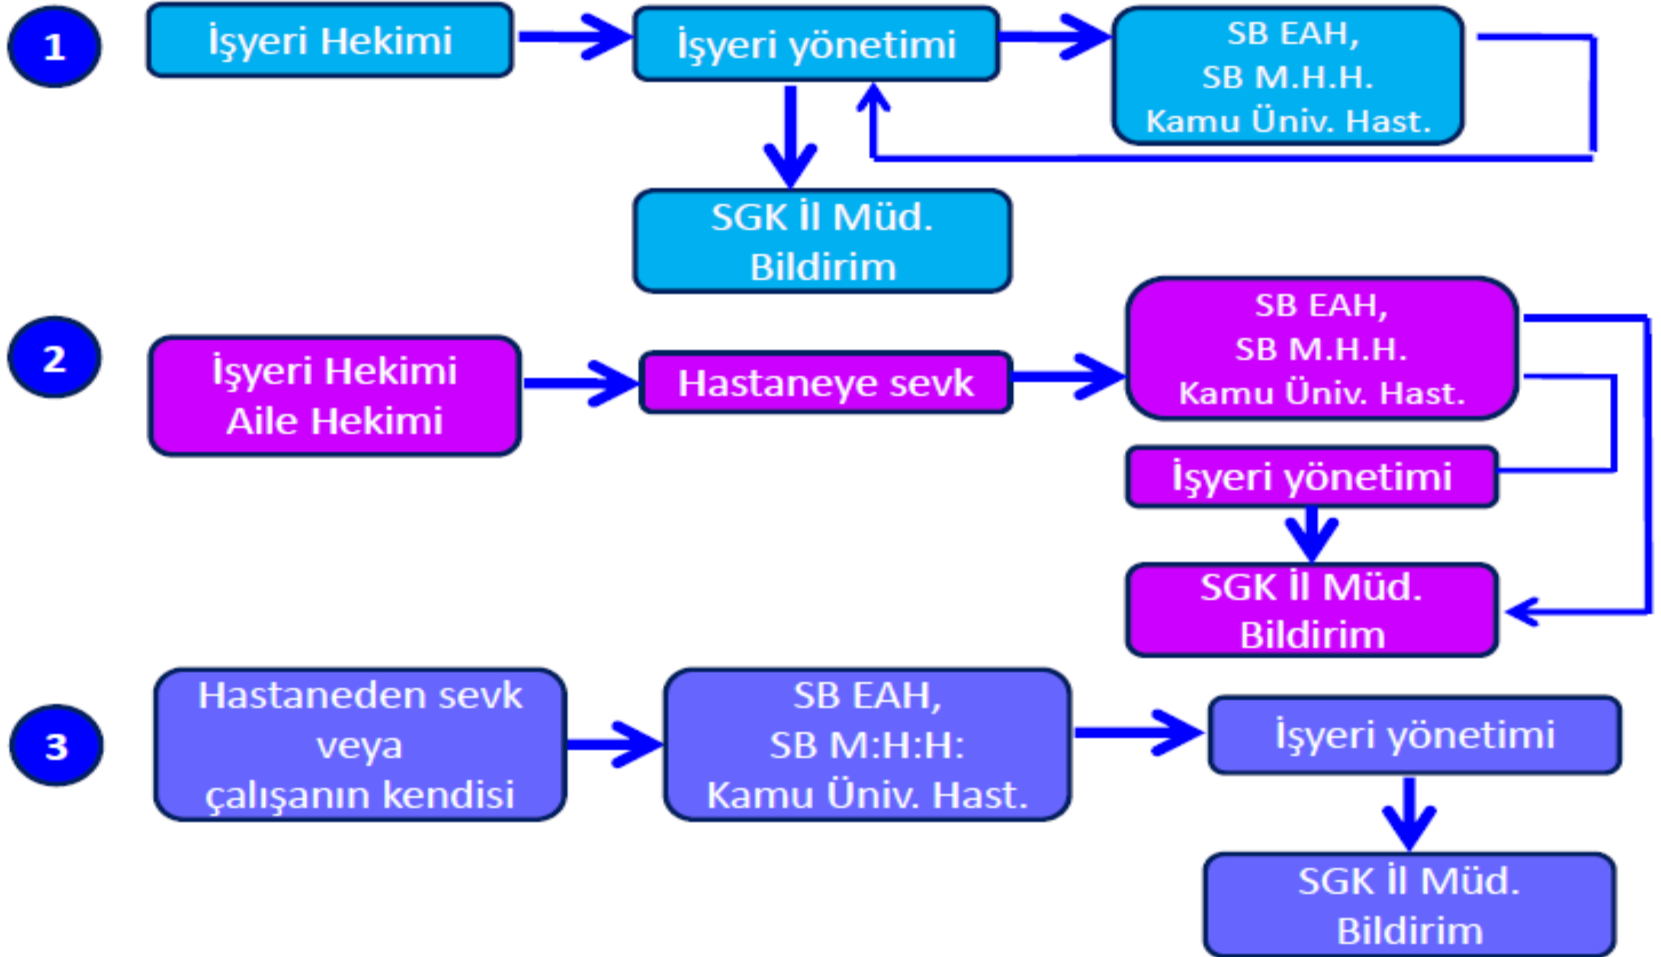 1
İşyeri Hekimi
İşyeri yönetimi
SB EAH,
SB M.H.H.
Kamu Üniv. Hast.
SGK İl Müd.
Bildirim
2
İşyeri Hekimi
Aile Hekimi
Hastaneye sevk
SB EAH,
SB M.H.H.
Kamu Üniv. Hast.
İşyeri yönetimi
SGK İl Müd.
Bildirim
3
Hastaneden sevk
veya
çalışanın kendisi
SB EAH,
SB M:H:H:
Kamu Üniv. Hast.
İşyeri yönetimi
SGK İl Müd.
Bildirim